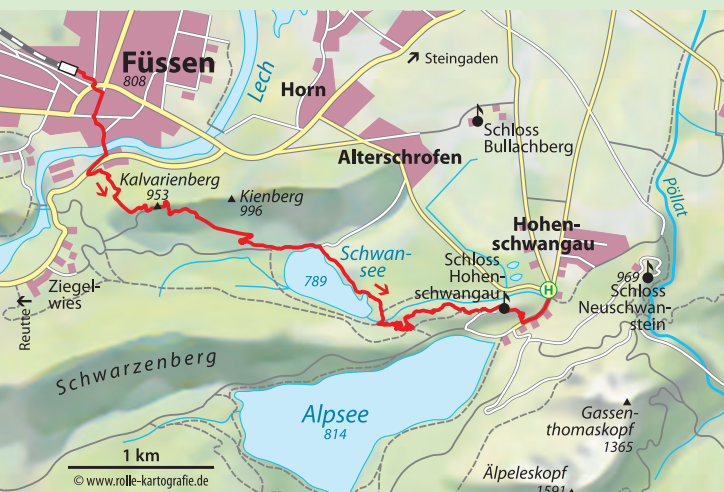 Füssen
808
Lech
Horn
Steingaden
Schloss
Bullachberg
Alterschrofen
Kalvarienberg
953
Kienberg
996
Pöllat
Hohen-
schwangau
Schwan-
see
789
Schloss
Hohen-
schwangau
H
969
Schloss
Neuschwan-
stein
Ziegel-
wies
Reutte
Schwarzenberg
Alpsee
814
Gassen-
thomaskopf
1365
Älpeleskopf
1591
1 km
© www.rolle-kartografie.de